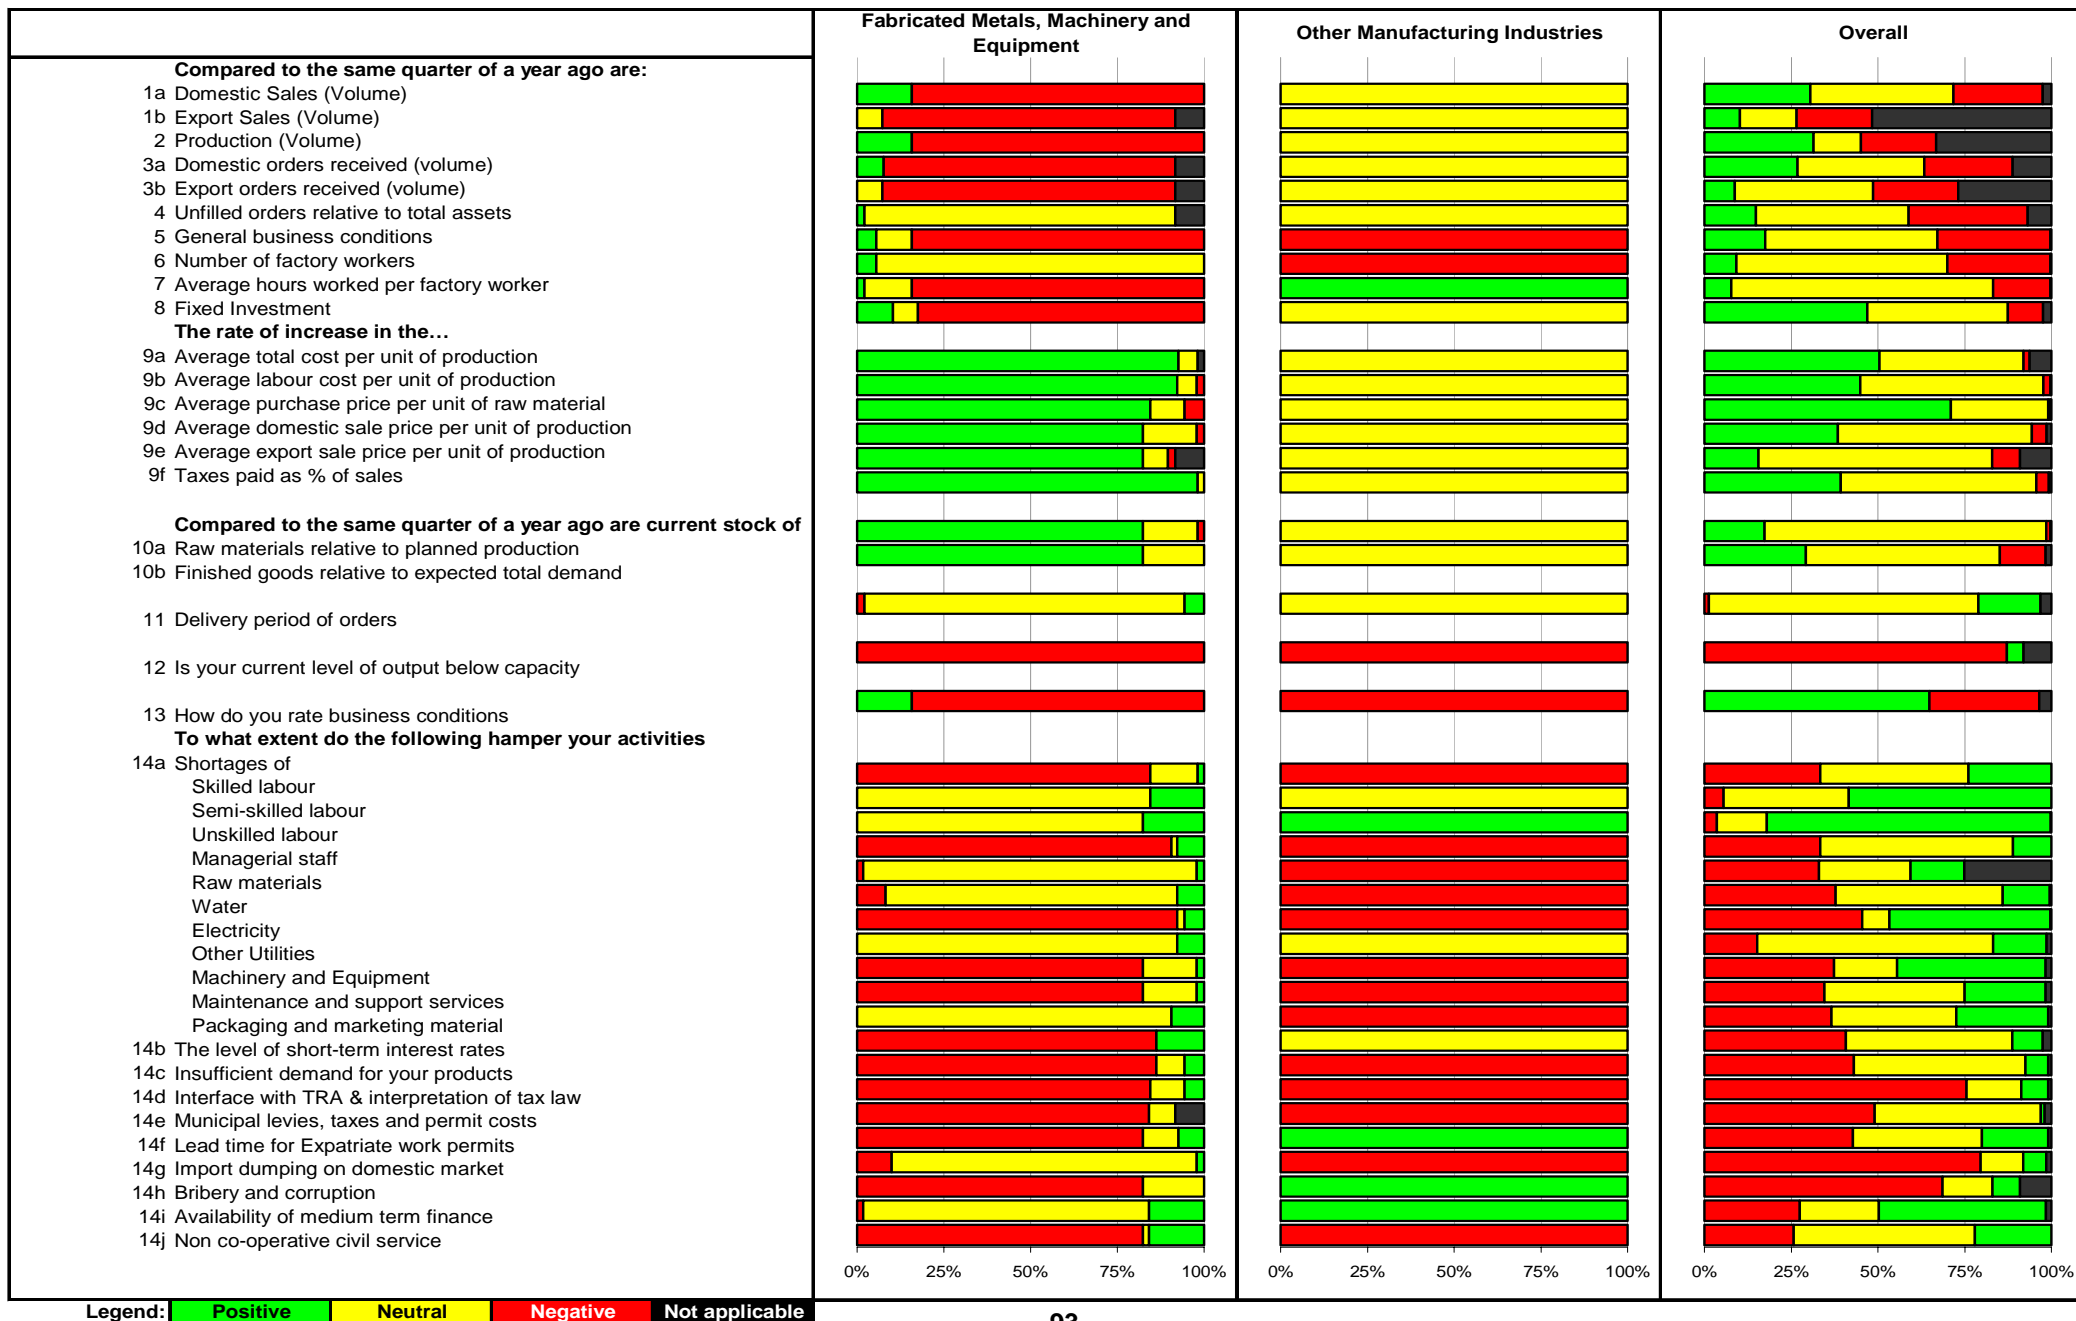 Fabricated Metals, Machinery and
Equipment
Other Manufacturing Industries
Overall
Compared to the same quarter of a year ago are:
1a Domestic Sales (Volume)
1b Export Sales (Volume)
2 Production (Volume)
3a Domestic orders received (volume)
3b Export orders received (volume)
4 Unfilled orders relative to total assets
5 General business conditions
6 Number of factory workers
7 Average hours worked per factory worker
8 Fixed Investment
The rate of increase in the…
9a Average total cost per unit of production
9b Average labour cost per unit of production
9c Average purchase price per unit of raw material
9d Average domestic sale price per unit of production
9e Average export sale price per unit of production
9f Taxes paid as % of sales
Compared to the same quarter of a year ago are current stock of
10a Raw materials relative to planned production
10b Finished goods relative to expected total demand
11 Delivery period of orders
12 Is your current level of output below capacity
13 How do you rate business conditions
To what extent do the following hamper your activities
14a Shortages of
Skilled labour
Semi-skilled labour
Unskilled labour
Managerial staff
Raw materials
Water
Electricity
Other Utilities
Machinery and Equipment
Maintenance and support services
Packaging and marketing material
14b The level of short-term interest rates
14c Insufficient demand for your products
14d Interface with TRA & interpretation of tax law
14e Municipal levies, taxes and permit costs
14f Lead time for Expatriate work permits
14g Import dumping on domestic market
14h Bribery and corruption
14i Availability of medium term finance
14j Non co-operative civil service
0% 25% 50% 75% 100%
0% 25% 50% 75% 100%
0% 25% 50% 75% 100%
Legend: Positive Neutral Negative Not applicable